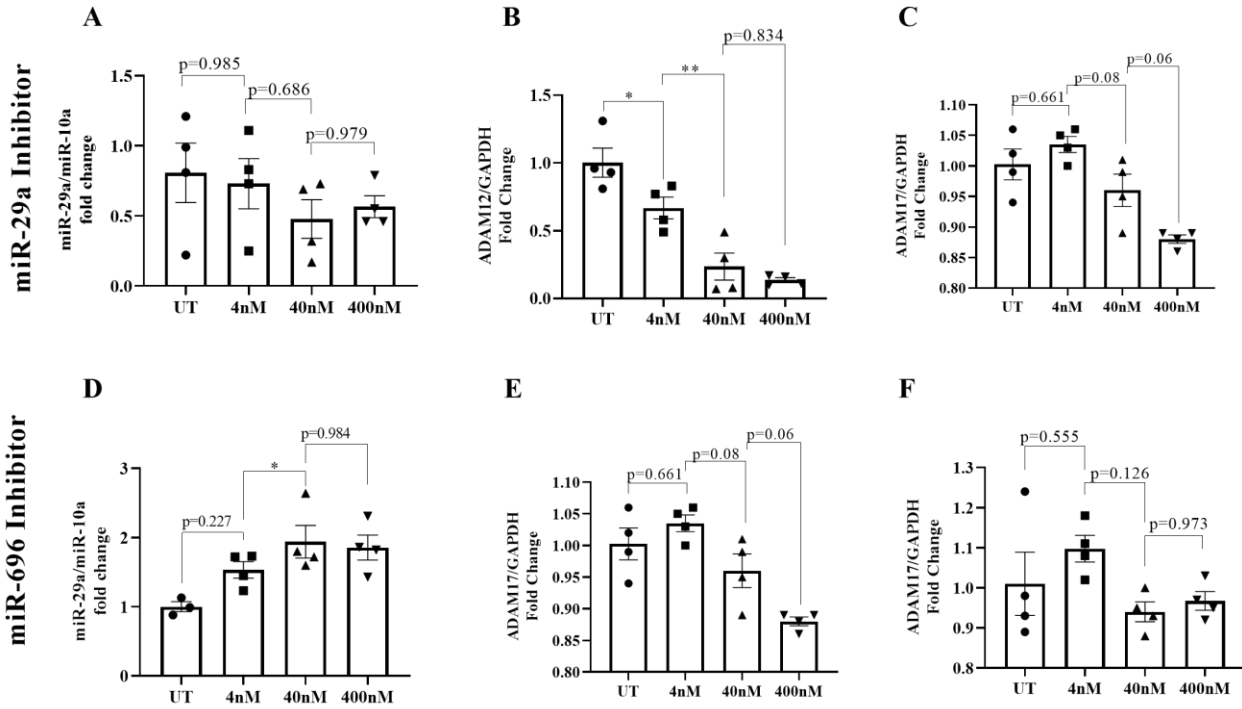 A
miR-29a Inhibitor
miR-29a/miR-10a
fold change
p=0.985
p=0.686
p=0.979
1.5
1.0
0.5
0.0
UT 4nM 40nM 400nM
B
ADAM12/GAPDH
Fold Change
p=0.834
**
*
1.5
1.0
0.5
0.0
UT 4nM 40nM 400nM
C
ADAM17/GAPDH
Fold Change
p=0.06
p=0.08
p=0.661
1.10
1.05
1.00
0.95
0.90
0.85
0.80
UT 4nM 40nM 400nM
D
miR-696 Inhibitor
miR-29a/miR-10a
fold change
p=0.984
*
p=0.227
3
2
1
0
UT 4nM 40nM 400nM
E
ADAM17/GAPDH
Fold Change
p=0.06
p=0.08
p=0.661
1.10
1.05
1.00
0.95
0.90
0.85
0.80
UT 4nM 40nM 400nM
F
ADAM17/GAPDH
Fold Change
p=0.555
p=0.126
p=0.973
1.3
1.2
1.1
1.0
0.9
0.8
UT 4nM 40nM 400nM